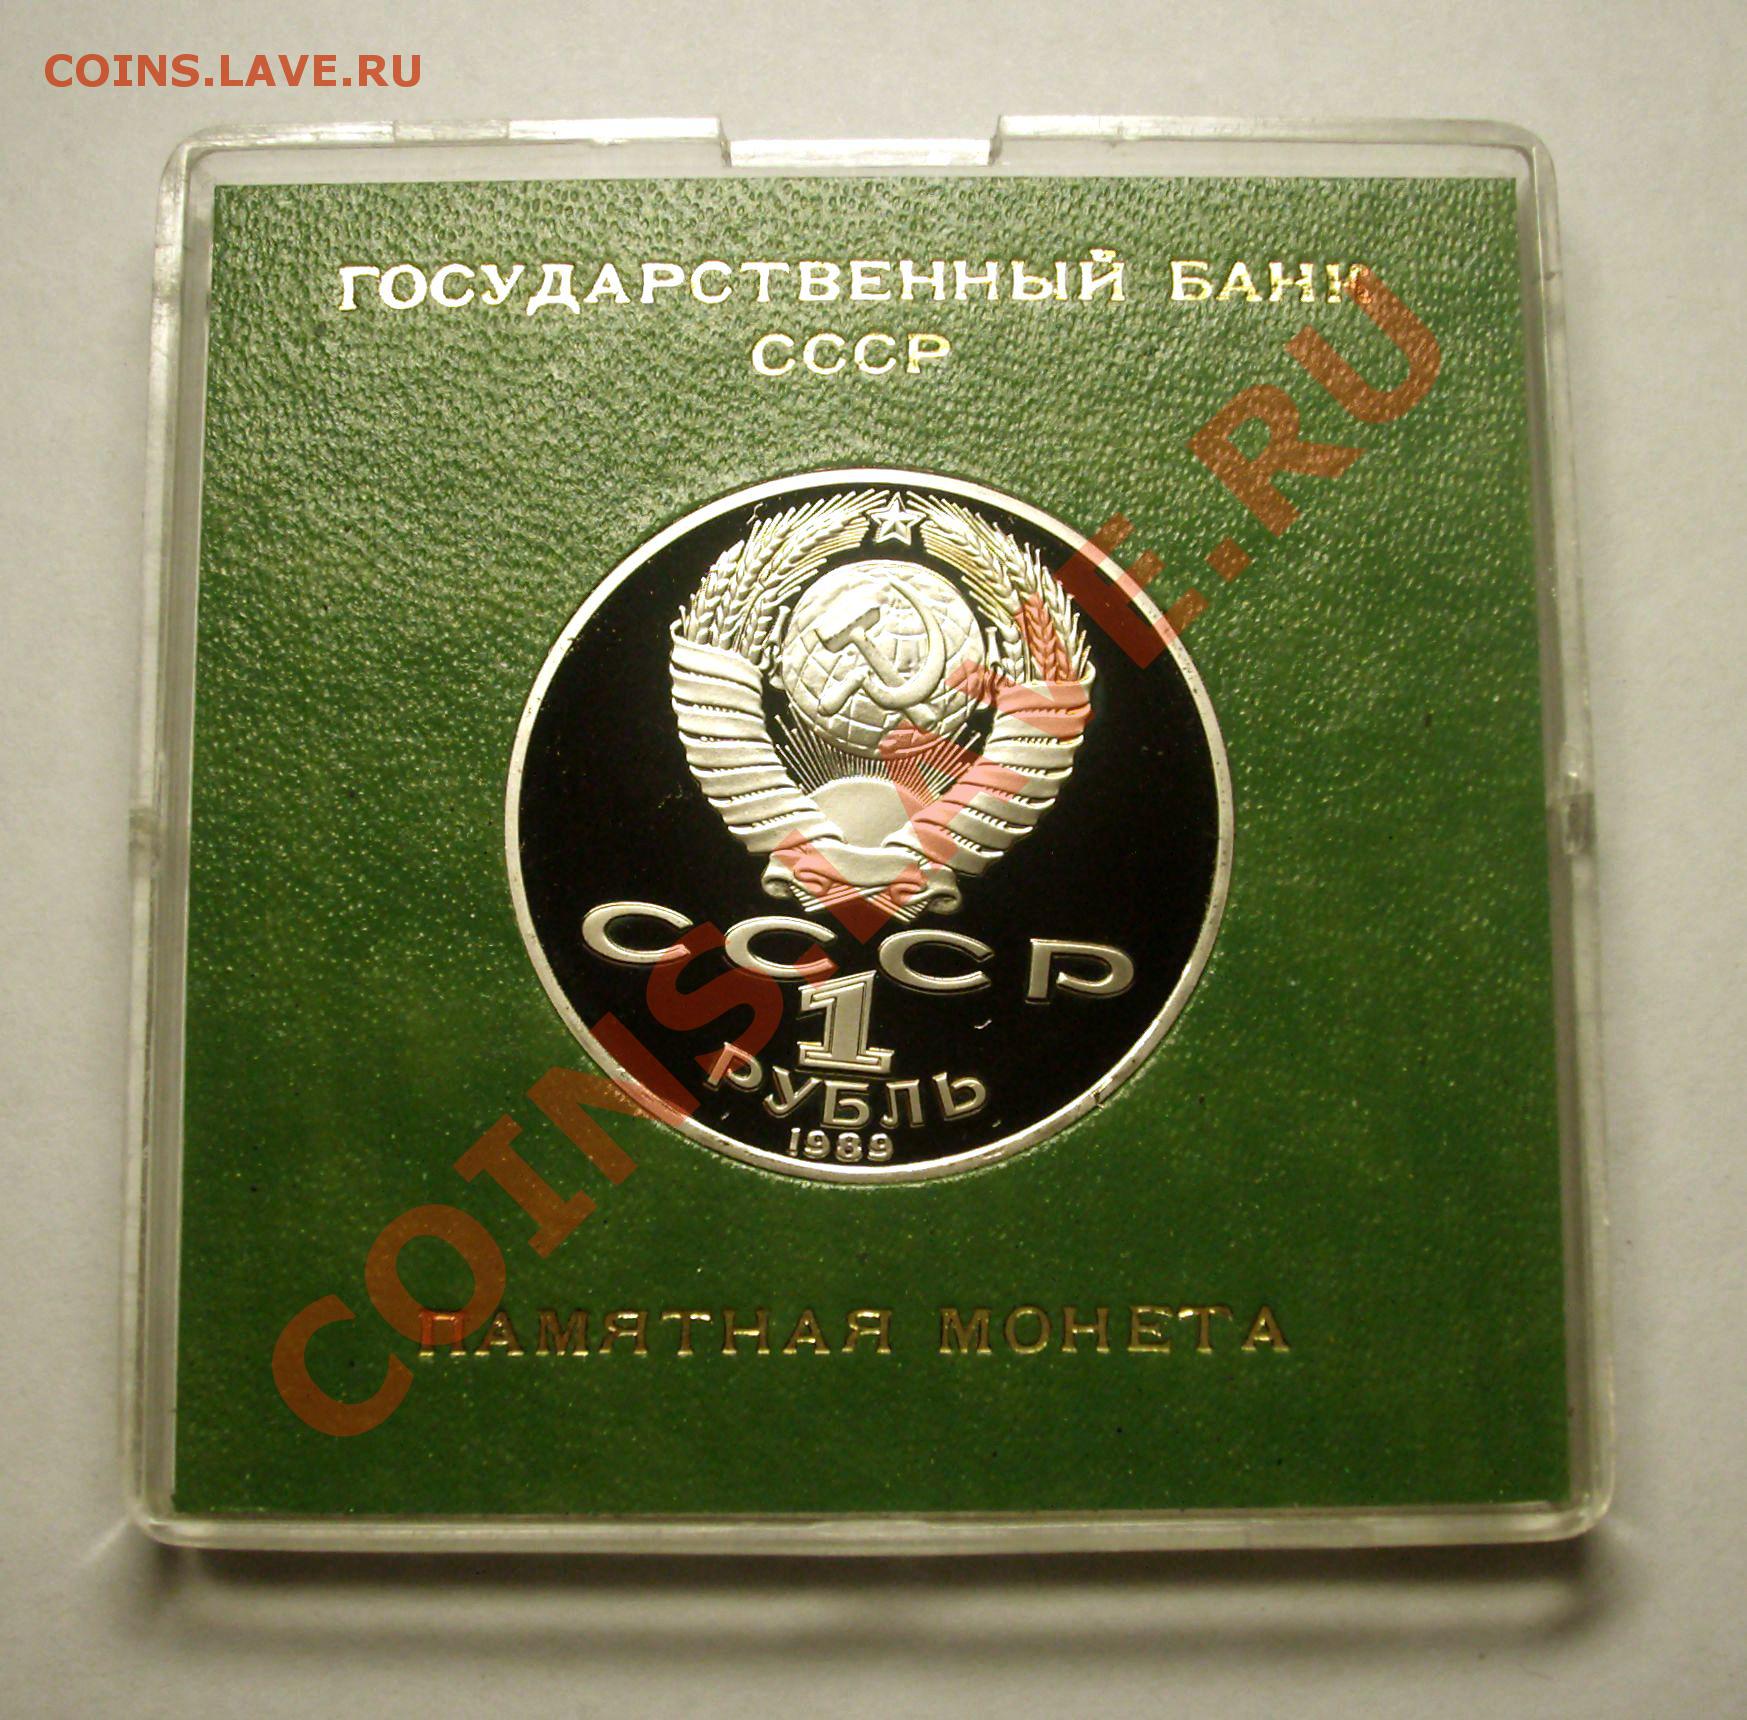 COINS.LAVE.RU
ГОСУДАРСТВЕННЫЙ БАНК
СССР
СССР
1
РУБЛЬ
1989
ПАМЯТНАЯ МОНЕТА
COINS.LAVE.RU